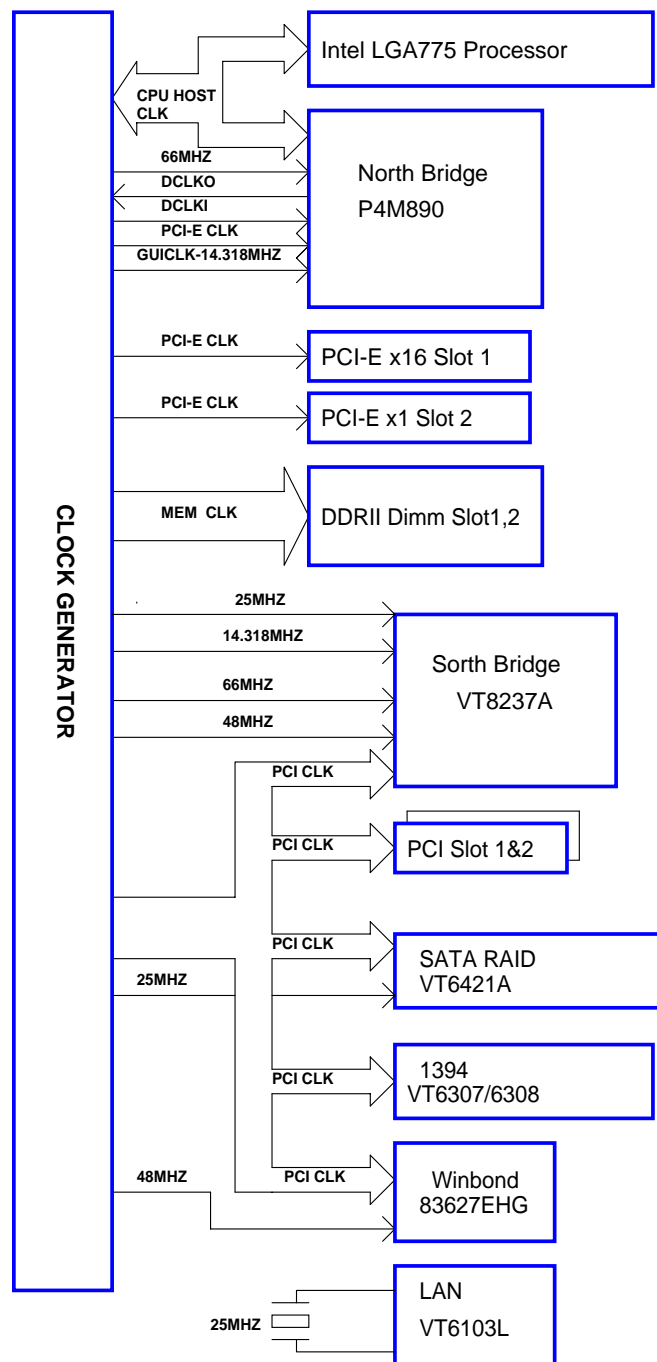 Intel LGA775 Processor
CPU HOST
CLK
66MHZ
DCLKO
DCLKI
PCI-E CLK
GUICLK-14.318MHZ
North Bridge
P4M890
PCI-E CLK
PCI-E x16 Slot 1
PCI-E CLK
PCI-E x1 Slot 2
MEM CLK
DDRII Dimm Slot1,2
CLOCK GENERATOR
25MHZ
14.318MHZ
66MHZ
48MHZ
Sorth Bridge
VT8237A
PCI CLK
PCI CLK
PCI Slot 1&2
PCI CLK
25MHZ
SATA RAID
VT6421A
PCI CLK
1394
VT6307/6308
48MHZ
PCI CLK
Winbond
83627EHG
25MHZ
LAN
VT6103L